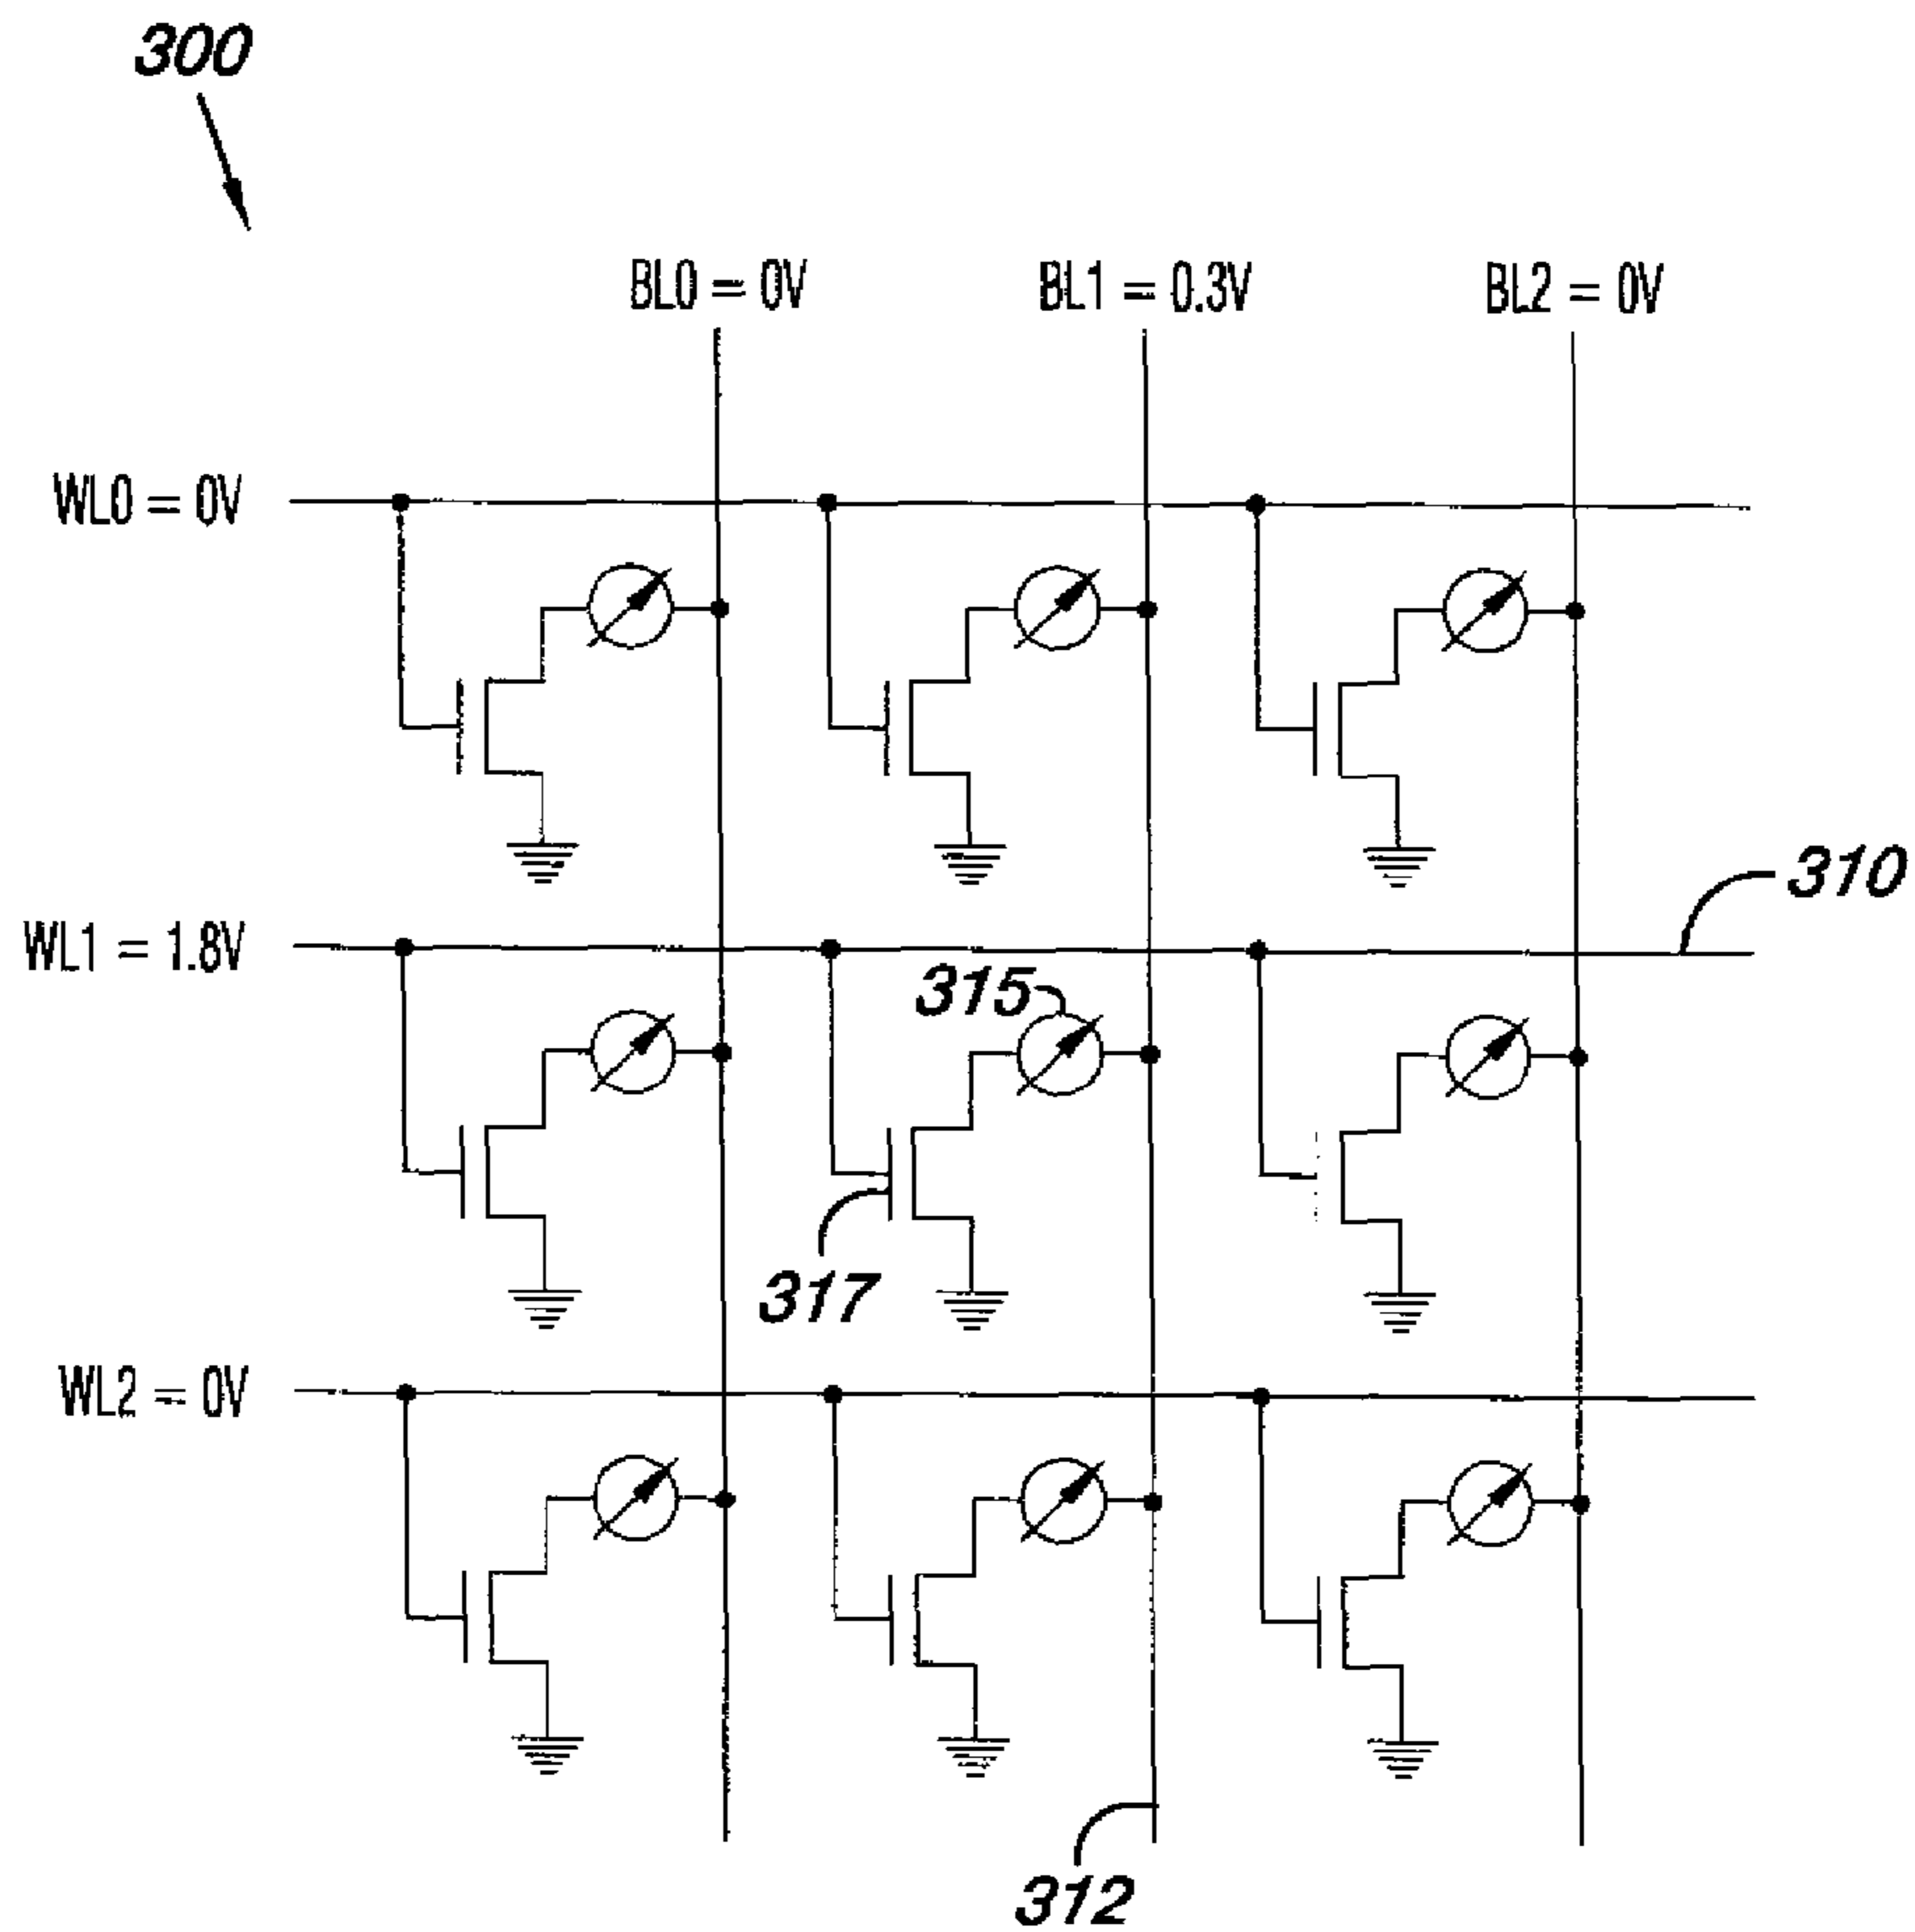 300
BL0 = 0V
BL1 = 0.3V
BL2 = 0V
WL0 = 0V
310
WL1 = 1.8V
315
317
WL2 = 0V
312